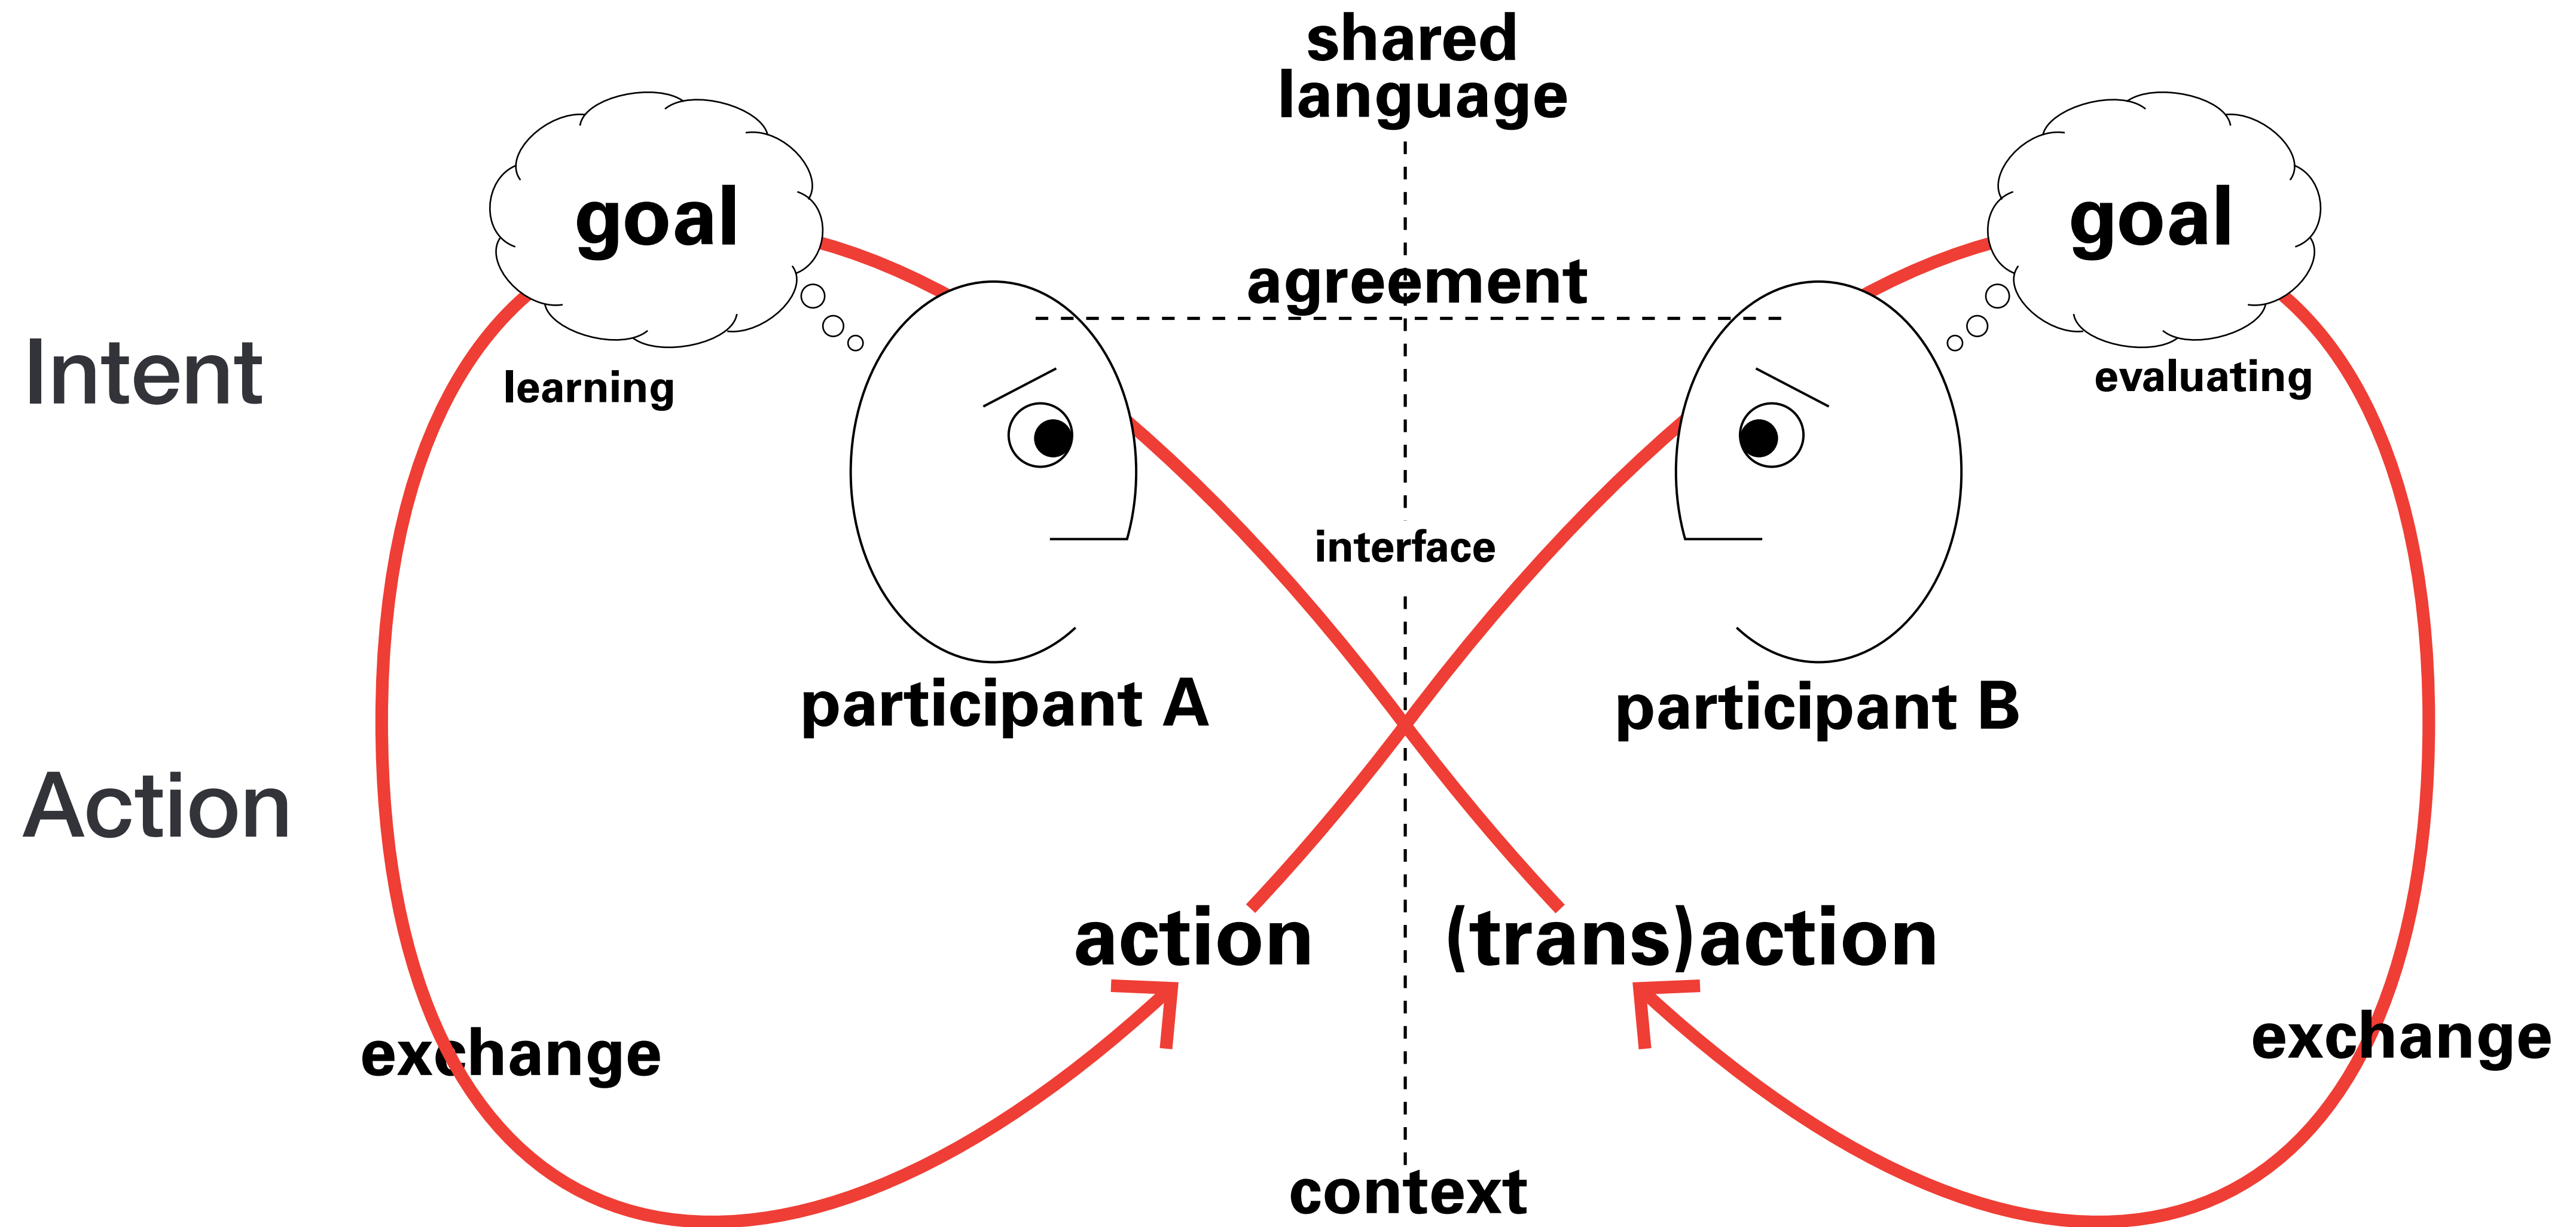 shared
language
goal
goal
agreement
Intent
learning
evaluating
interface
participant A
participant B
Action
action
(trans)action
exchange
exchange
context